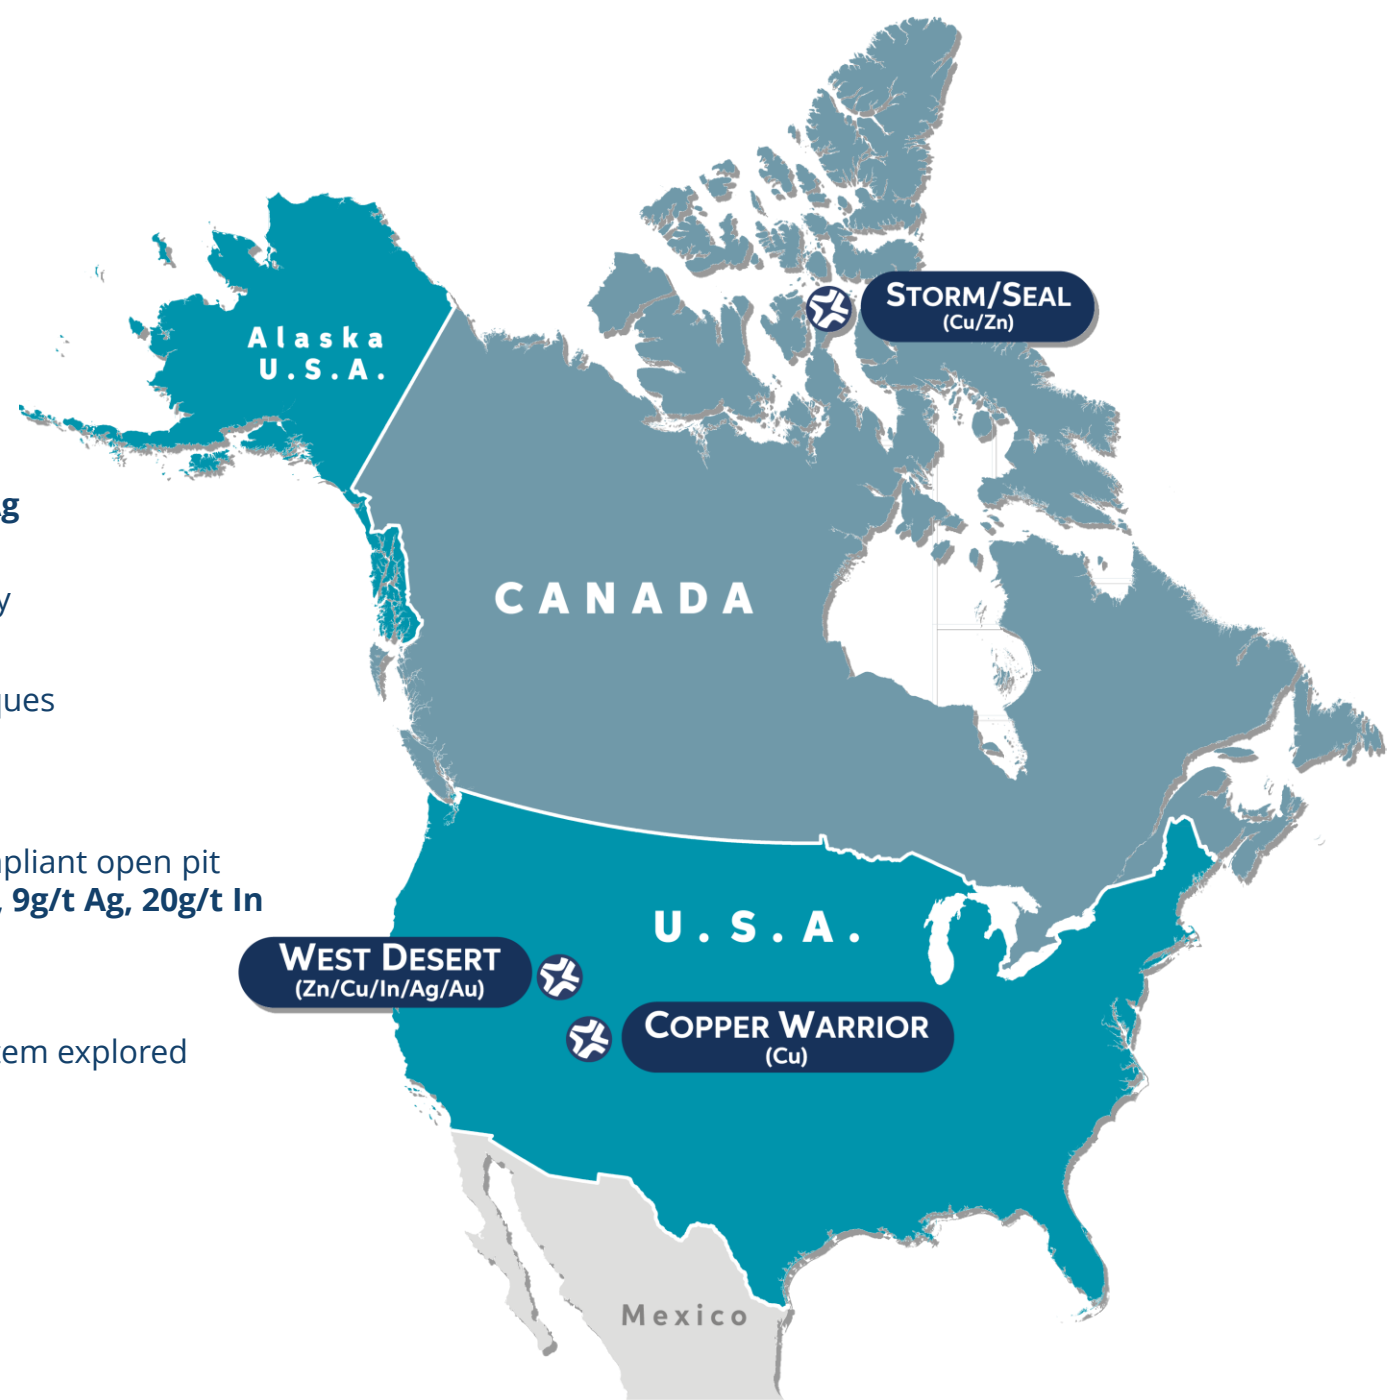 STORM/SEAL
(Cu/Zn)
Alaska
U.S.A.
CANADA
ques
pliant open pit
9g/t Ag, 20g/t In
U.S.A.
WEST DESERT
(Zn/Cu/In/Ag/Au)
COPPER WARRIOR
(Cu)
em explored
Mexico